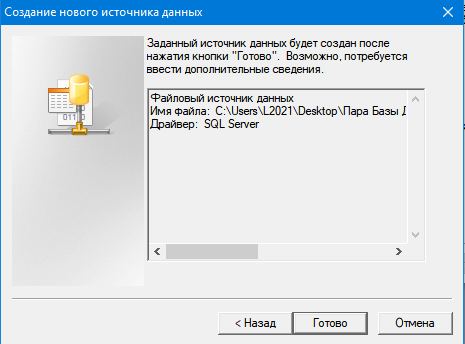 Создание нового источника данных
Заданный источник данных будет создан после
нажатия кнопки "Готово". Возможно, потребуется
ввести дополнительные сведения.
Файловый источник данных
Имя файла: C:\Users\L2021\Desktop\Пара Базы Д
Драйвер: SQL Server
< Назад
Готово
Отмена